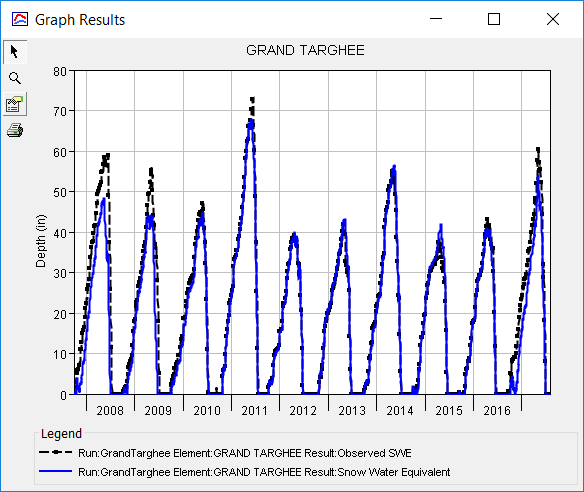 Graph Results
GRAND TARGHEE
80
70
60
50
40
30
20
10
0
Depth (in)
2008 2009 2010 2011 2012 2013 2014 2015 2016
Legend
Run:GrandTarghee Element:GRAND TARGHEE Result:Observed SWE
Run:GrandTarghee Element:GRAND TARGHEE Result:Snow Water Equivalent